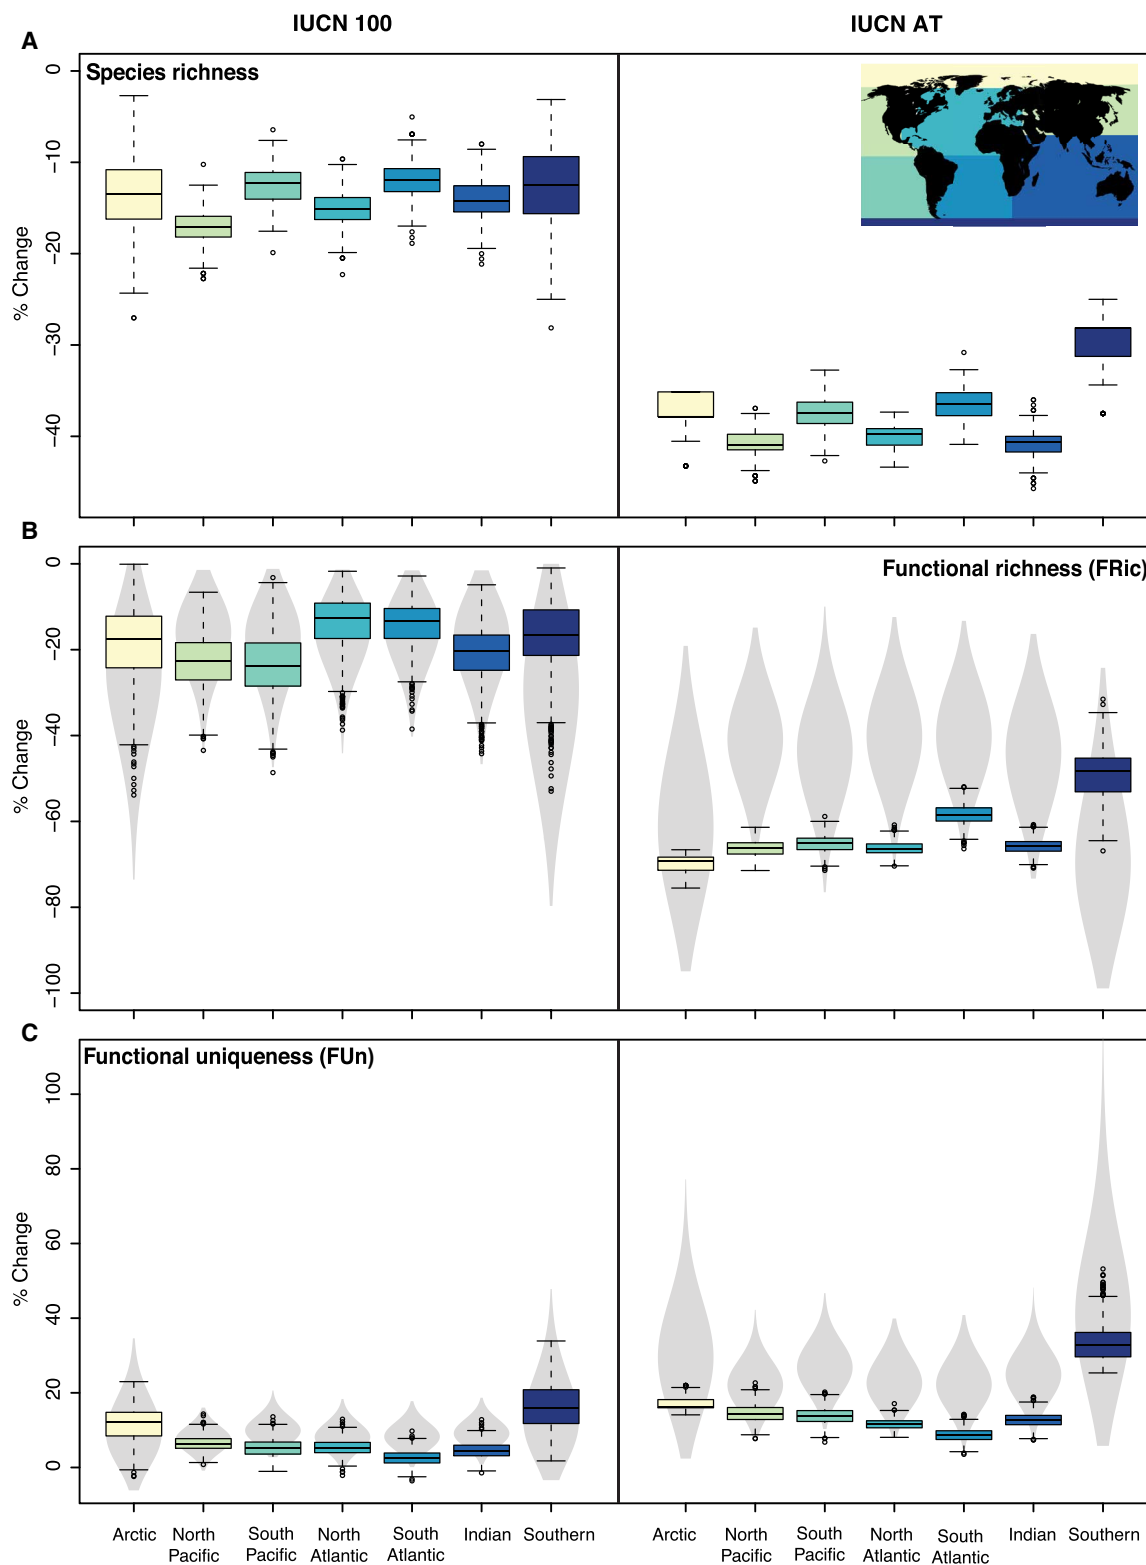 IUCN 100
IUCN AT
A
Species richness
% Change
0
−10
−20
−30
−40
B
Functional richness (FRic)
% Change
0
−20
−40
−60
−80
−100
C
Functional uniqueness (FUn)
% Change
100
80
60
40
20
0
Arctic North Pacific South Pacific North Atlantic South Atlantic Indian Southern
Arctic North Pacific South Pacific North Atlantic South Atlantic Indian Southern